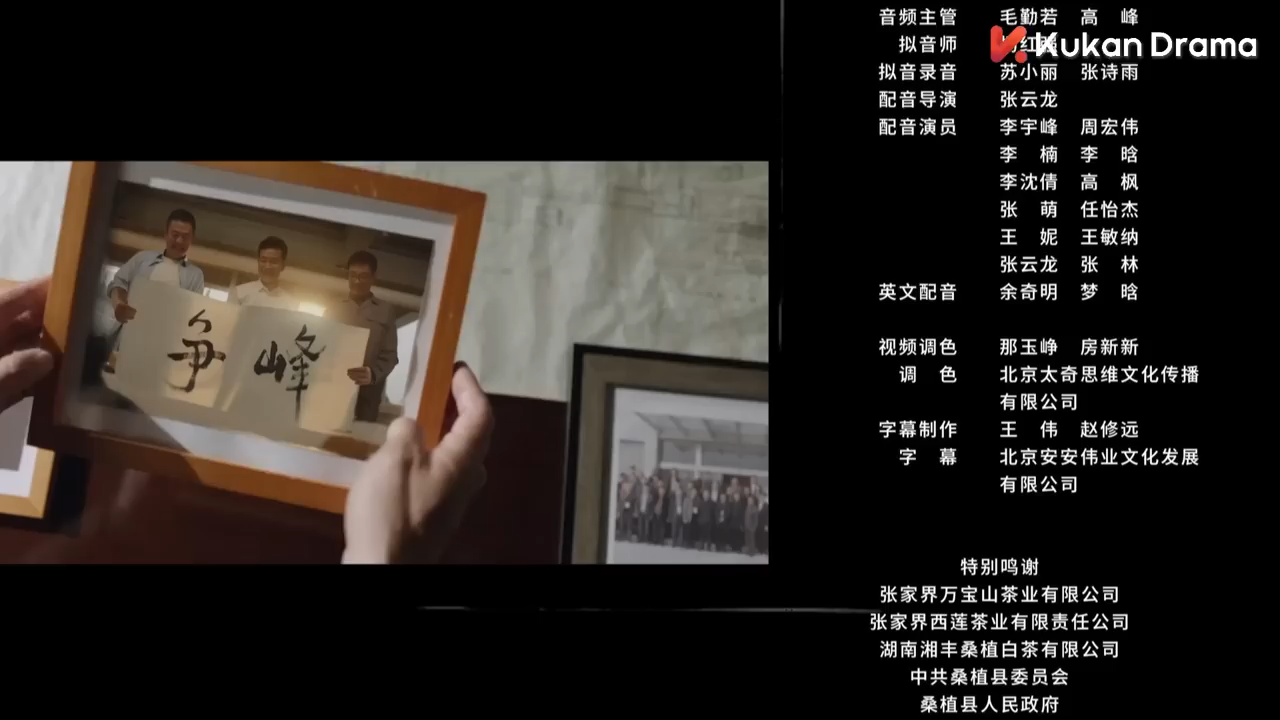 争峰
Kukan Drama
音频主管 毛勤若 高 峰
拟音师
拟音录音 苏小丽 张诗雨
配音导演 张云龙
配音演员 李宇峰 周宏伟
李 楠 李 晗
李沈倩 高 枫
张 萌 任怡杰
王 妮 王敏纳
张云龙 张 林
英文配音 余奇明 梦 晗
视频调色 那玉峥 房新新
调 色 北京太奇思维文化传播
有限公司
字幕制作 王 伟 赵修远
字 幕 北京安安伟业文化发展
有限公司
特别鸣谢
张家界万宝山茶业有限公司
张家界西莲茶业有限责任公司
湖南湘丰桑植白茶有限公司
中共桑植县委员会
桑植县人民政府